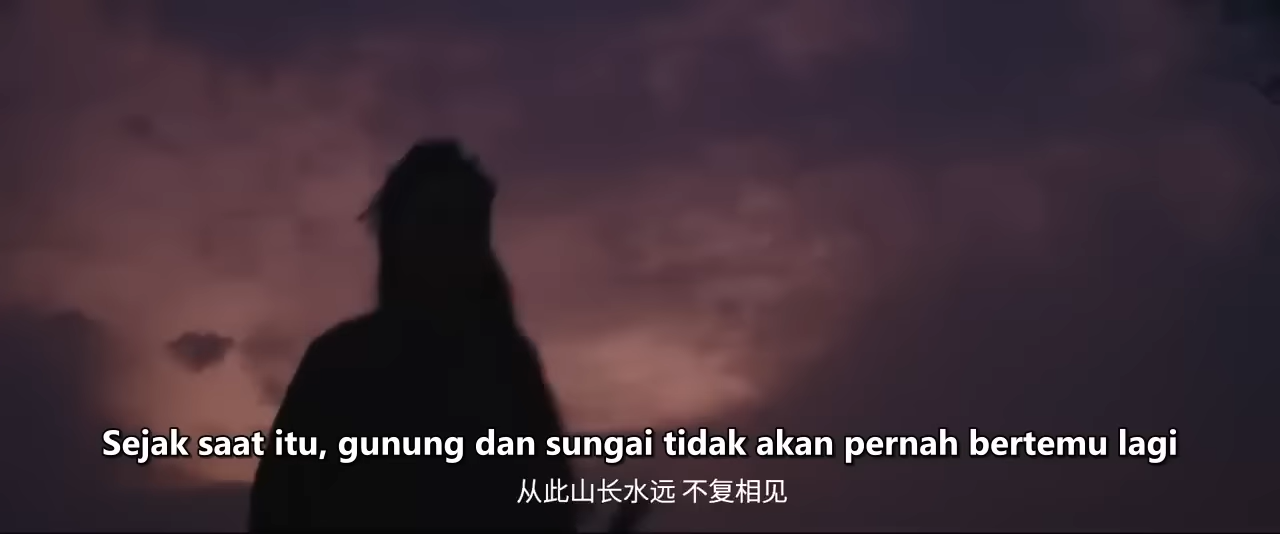 Sejak saat itu, gunung dan sungai tidak akan pernah bertemu lagi
从此山长水远 不复相见